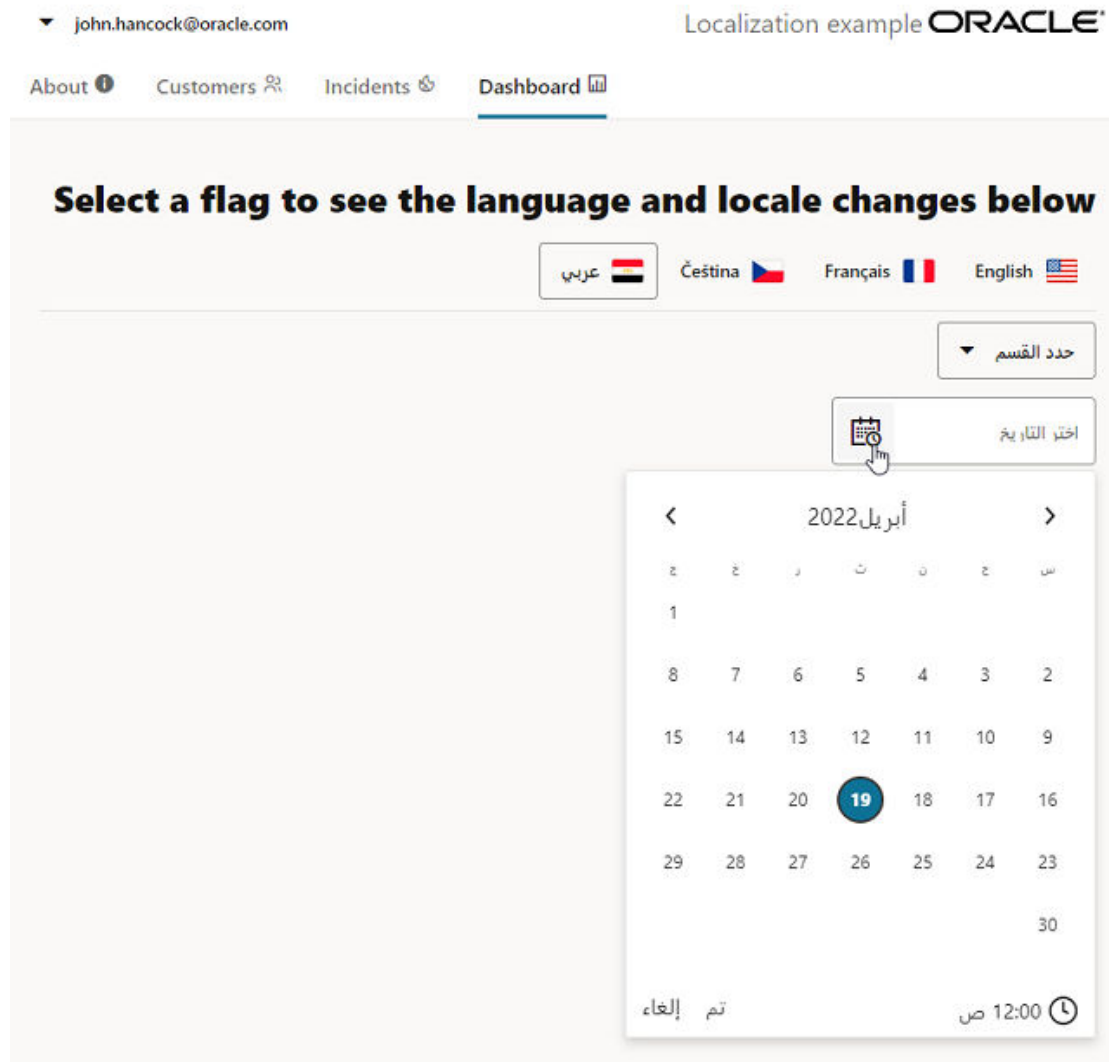 john.hancock@oracle.com
Localization example ORACLE
About Customers Incidents Dashboard
Select a flag to see the language and locale changes below
English Français Čeština عربي
حدد القسم
اختر التاريخ
أبريل2022
س ح ن ث ر خ ج
1
2 3 4 5 6 7 8
9 10 11 12 13 14 15
16 17 18 19 20 21 22
23 24 25 26 27 28 29
30
12:00 ص تم إلغاء